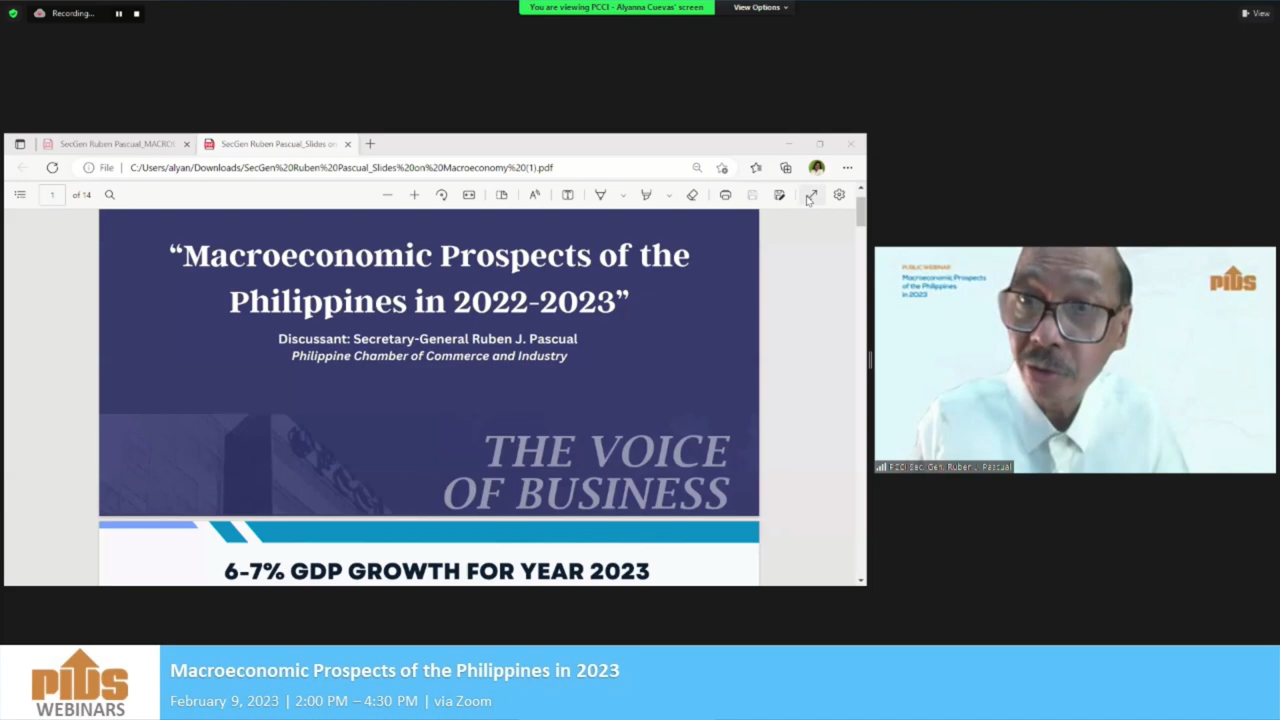 Recording...
You are viewing PCCI - Alyanna Cuevas' screen
View Options
View
SecGen Ruben Pascual_MACRO
SecGen Ruben Pascual_Slides on
File
C:/Users/alyan/Downloads/SecGen%20Ruben%20Pascual_Slides%20on%20Macroeconomy%20(1).pdf
1 of 14
“Macroeconomic Prospects of the
Philippines in 2022-2023”
Discussant: Secretary-General Ruben J. Pascual
Philippine Chamber of Commerce and Industry
THE VOICE
OF BUSINESS
6-7% GDP GROWTH FOR YEAR 2023
PUBLIC WEBINAR
Macroeconomic Prospects
of the Philippines
in 2023
PIDS
PCCI Sec. Gen. Ruben J. Pascual
PIDS
WEBINARS
Macroeconomic Prospects of the Philippines in 2023
February 9, 2023 | 2:00 PM – 4:30 PM | via Zoom